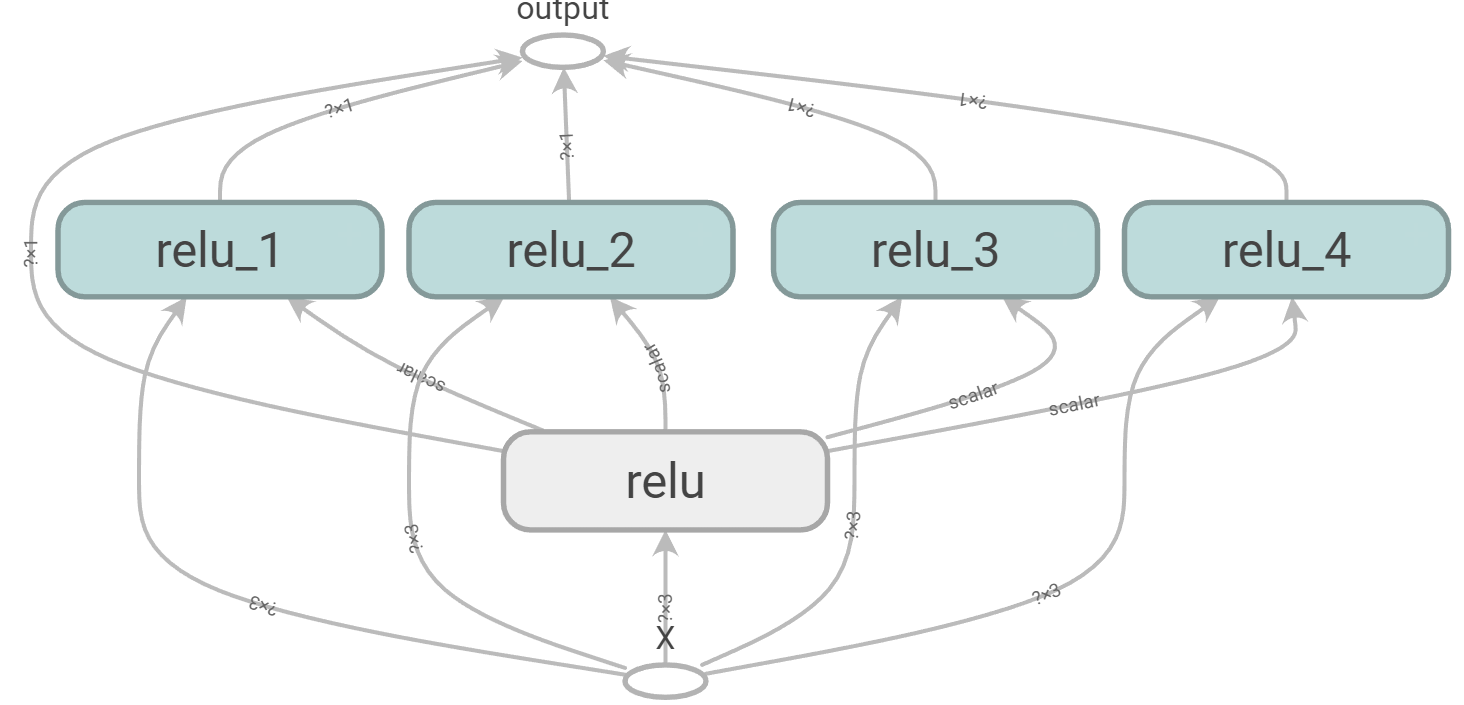 output
?×1
?×1
?×1
?×1
?×1
relu_1
relu_2
relu_3
relu_4
scalar
scalar
scalar
scalar
relu
?×3
?×3
?×3
?×3
?×3
X